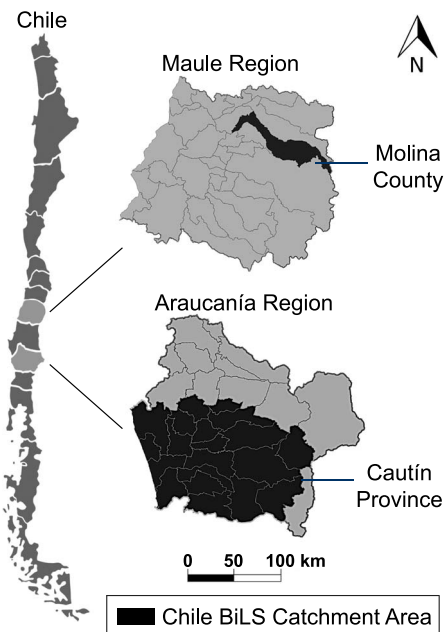 Chile
N
Maule Region
Molina
County
Araucanía Region
Cautín
Province
0 50 100 km
Chile BiLS Catchment Area